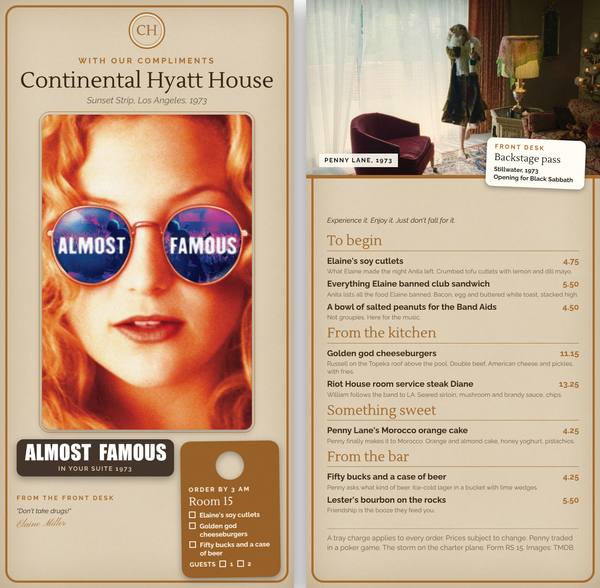 CH
WITH OUR COMPLIMENTS
Continental Hyatt House
Sunset Strip, Los Angeles, 1973
ALMOST FAMOUS
ALMOST FAMOUS
IN YOUR SUITE 1973
FROM THE FRONT DESK
"Don't take drugs!"
Elaine Miller
ORDER BY 3 AM
Room 15
Elaine's soy cutlets
Golden god
cheeseburgers
Fifty bucks and a case
of beer
GUESTS 1 2
PENNY LANE, 1973
FRONT DESK
Backstage pass
Stillwater, 1973
Opening for Black Sabbath
Experience it. Enjoy it. Just don't fall for it.
To begin
Elaine's soy cutlets 4.75
What Elaine made the night Anita left. Crumbed tofu cutlets with lemon and dill mayo.
Everything Elaine banned club sandwich 5.50
Anita lists all the food Elaine banned. Bacon, egg and buttered white toast, stacked high.
A bowl of salted peanuts for the Band Aids 4.50
Not groupies. Here for the music.
From the kitchen
Golden god cheeseburgers 11.15
Russell on the Topeka roof above the pool. Double beef, American cheese and pickles,
with fries.
Riot House room service steak Diane 13.25
William follows the band to LA. Seared sirloin, mushroom and brandy sauce, chips.
Something sweet
Penny Lane's Morocco orange cake 4.25
Penny finally makes it to Morocco. Orange and almond cake, honey yoghurt, pistachios.
From the bar
Fifty bucks and a case of beer 4.25
Penny asks what kind of beer. Ice-cold lager in a bucket with lime wedges.
Lester's bourbon on the rocks 5.50
Friendship is the booze they feed you.
A tray charge applies to every order. Prices subject to change. Penny traded
in a poker game. The storm on the charter plane. Form RS 15. Images: TMDB.